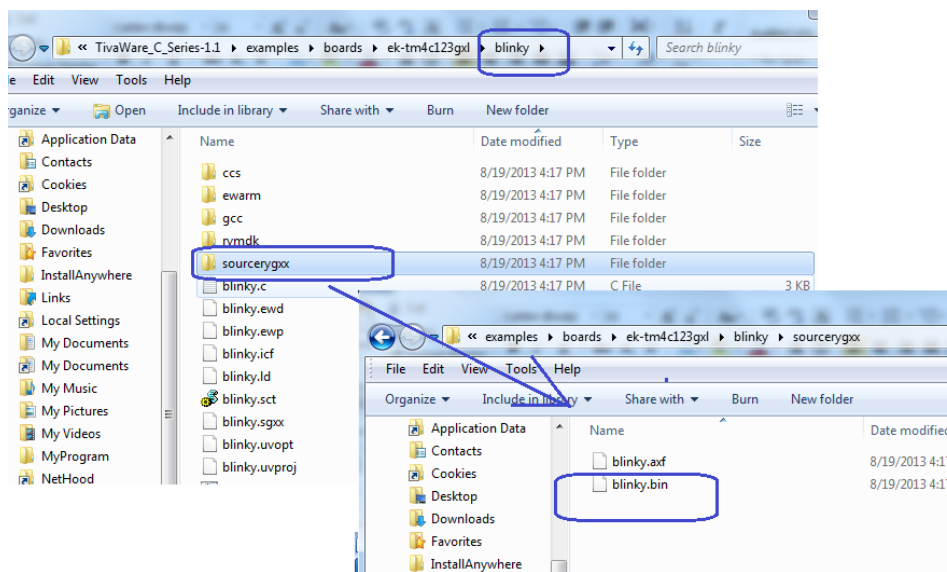 « TivaWare_C_Series-1.1 ▸ examples ▸ boards ▸ ek-tm4c123gxl ▸ blinky ▸ Search blinky
e Edit View Tools Help
rganize Open Include in library Share with Burn New folder
Application Data
Contacts
Cookies
Desktop
Downloads
Favorites
InstallAnywhere
Links
Local Settings
My Documents
My Documents
My Music
My Pictures
My Videos
MyProgram
NetHood
Name Date modified Type Size
ccs 8/19/2013 4:17 PM File folder
ewarm 8/19/2013 4:17 PM File folder
gcc 8/19/2013 4:17 PM File folder
rvmdk 8/19/2013 4:17 PM File folder
sourcerygxx 8/19/2013 4:17 PM File folder
blinky.c 8/19/2013 4:17 PM C File 3 KB
blinky.ewd
blinky.ewp
blinky.icf
blinky.ld
blinky.sct
blinky.sgxx
blinky.uvopt
blinky.uvproj
« examples ▸ boards ▸ ek-tm4c123gxl ▸ blinky ▸ sourcerygxx
File Edit View Tools Help
Organize Include in library Share with Burn New folder
Application Data
Contacts
Cookies
Desktop
Downloads
Favorites
InstallAnywhere
Name Date modified
blinky.axf 8/19/2013 4:1
blinky.bin 8/19/2013 4:1